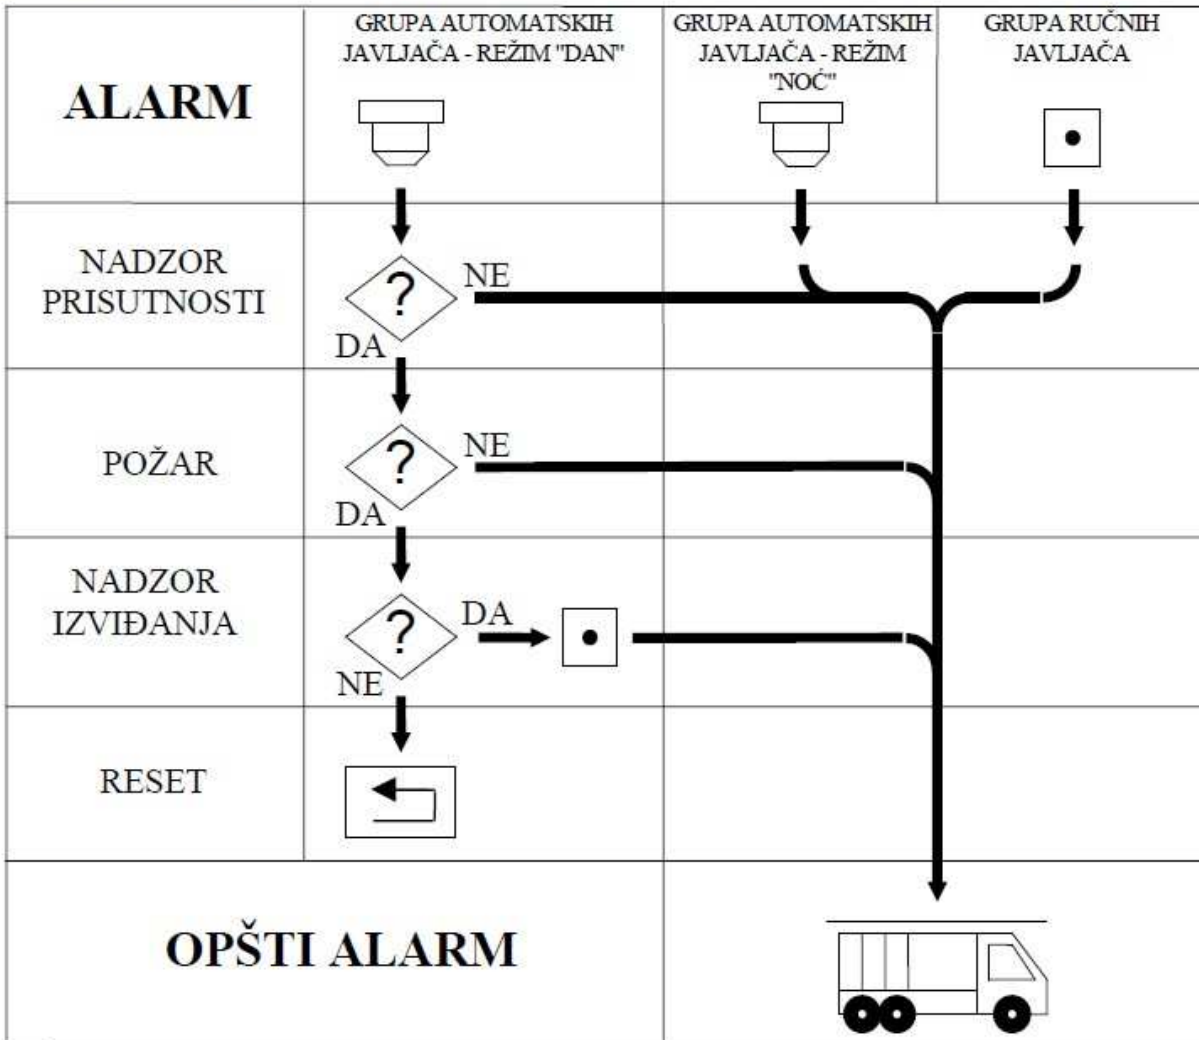 ALARM
GRUPA AUTOMATSKIH
JAVLJAČA - REŽIM "DAN"
GRUPA AUTOMATSKIH
JAVLJAČA - REŽIM
"NOĆ"
GRUPA RUČNIH
JAVLJAČA
NADZOR
PRISUTNOSTI
?
NE
DA
POŽAR
?
NE
DA
NADZOR
IZVIĐANJA
?
DA
NE
RESET
OPŠTI ALARM